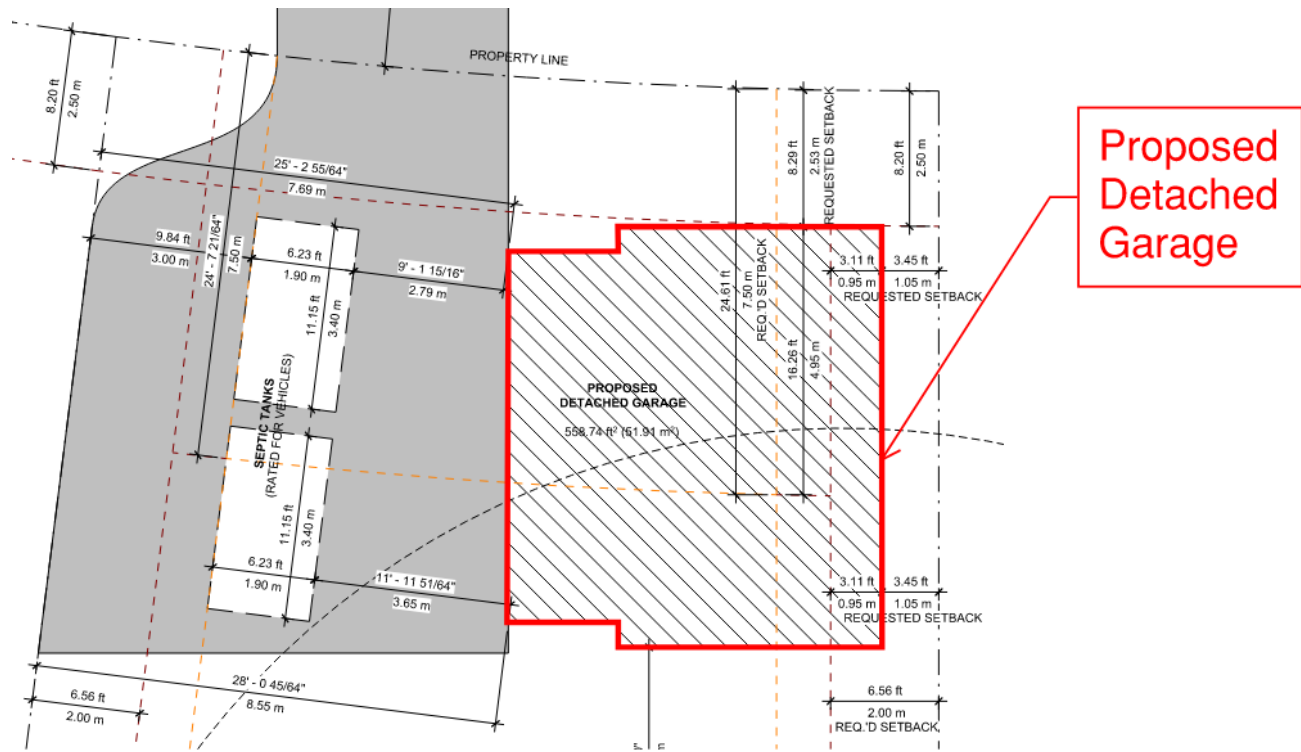 PROPERTY LINE
8.20 ft
2.50 m
25' - 2 55/64"
7.69 m
9.84 ft
3.00 m
24' - 7 21/64"
7.50 m
6.23 ft
1.90 m
9' - 1 15/16"
2.79 m
11.15 ft
3.40 m
SEPTIC TANKS
(RATED FOR VEHICLES)
11.15 ft
3.40 m
6.23 ft
1.90 m
11' - 11 51/64"
3.65 m
28' - 0 45/64"
8.55 m
6.56 ft
2.00 m
PROPOSED
DETACHED GARAGE
558.74 ft² (51.91 m²)
24.61 ft
7.50 m
REQ.'D SETBACK
8.29 ft
2.53 m
REQUESTED SETBACK
16.26 ft
4.95 m
8.20 ft
2.50 m
3.11 ft 3.45 ft
0.95 m 1.05 m
REQUESTED SETBACK
3.11 ft 3.45 ft
0.95 m 1.05 m
REQUESTED SETBACK
6.56 ft
2.00 m
REQ.'D SETBACK
Proposed
Detached
Garage